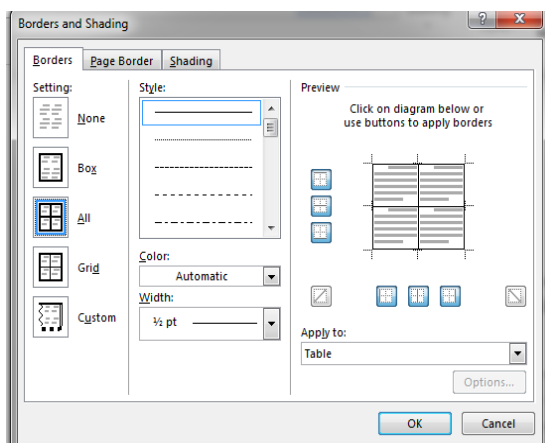 Borders and Shading
?
Borders
Page Border
Shading
Setting:
None
Box
All
Grid
Custom
Style:
Color:
Automatic
Width:
½ pt
Preview
Click on diagram below or
use buttons to apply borders
Apply to:
Table
Options...
OK
Cancel